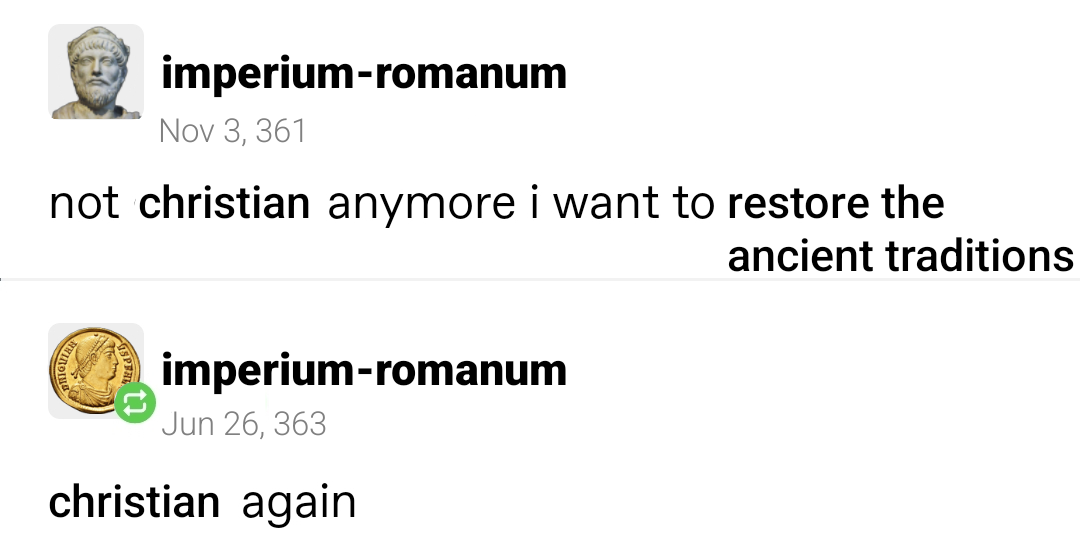 imperium-romanum
Nov 3, 361
not christian anymore i want to restore the
ancient traditions
imperium-romanum
Jun 26, 363
christian again